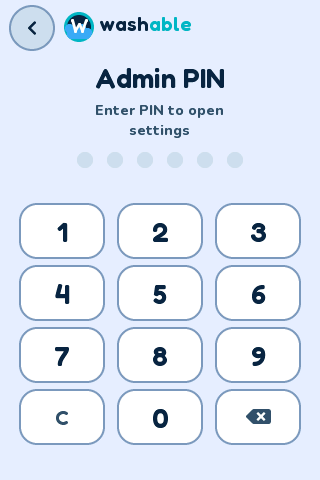 washable
Admin PIN
Enter PIN to open
settings
1 2 3
4 5 6
7 8 9
C 0